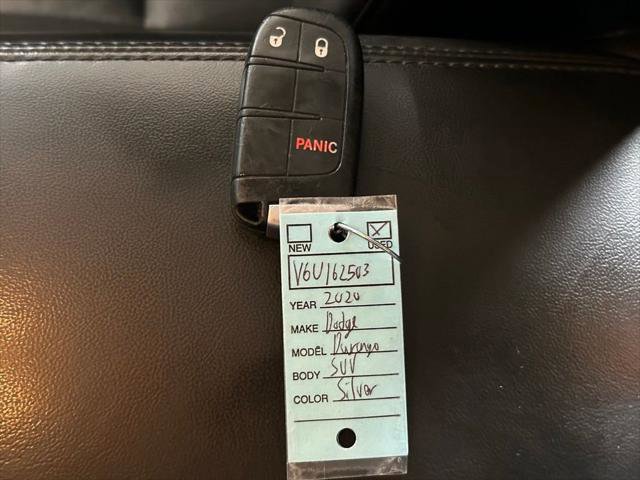 PANIC
NEW USED
V6U162503
YEAR 2020
MAKE Dodge
MODEL Durango
BODY SUV
COLOR Silver